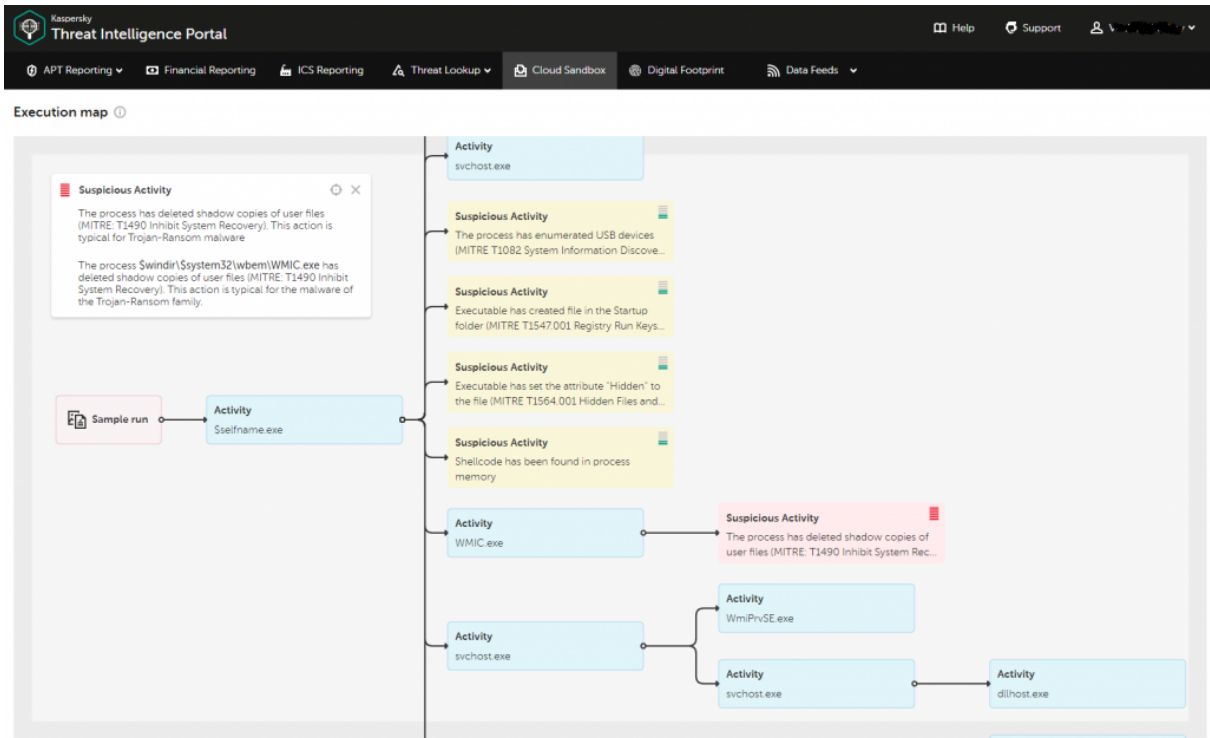 Kaspersky
Threat Intelligence Portal
Help
Support
APT Reporting
Financial Reporting
ICS Reporting
Threat Lookup
Cloud Sandbox
Digital Footprint
Data Feeds
Execution map
Activity
svchost.exe
Suspicious Activity
The process has deleted shadow copies of user files
(MITRE: T1490 Inhibit System Recovery). This action is
typical for Trojan-Ransom malware
The process $windir\$system32\wbem\WMIC.exe has
deleted shadow copies of user files (MITRE: T1490 Inhibit
System Recovery). This action is typical for the malware of
the Trojan-Ransom family.
Suspicious Activity
The process has enumerated USB devices
(MITRE T1082 System Information Discove...
Suspicious Activity
Executable has created file in the Startup
folder (MITRE T1547.001 Registry Run Keys...
Suspicious Activity
Executable has set the attribute "Hidden" to
the file (MITRE T1564.001 Hidden Files and...
Sample run
Activity
$selfname.exe
Suspicious Activity
Shellcode has been found in process
memory
Activity
WMIC.exe
Suspicious Activity
The process has deleted shadow copies of
user files (MITRE: T1490 Inhibit System Rec...
Activity
WmiPrvSE.exe
Activity
svchost.exe
Activity
svchost.exe
Activity
dllhost.exe